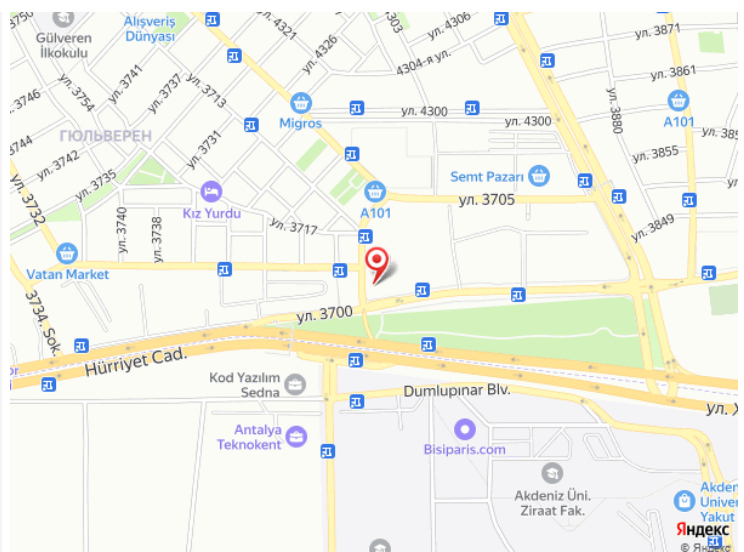 3750
Gülveren
İlkokulu
Alışveriş
Dünyası
ул. 4321
ул. 4326
4303
ул. 4306
4304-я ул.
ул. 3871
ул. 3861
A101
ул. 3746
ул. 3754
ул. 3741
ул. 3737
ул. 3713
Migros
ул. 4300
ул. 4300
ул. 3880
3744
ГЮЛЬВЕРЕН
ул. 3742
ул. 3731
ул. 3855
ул. 3732
ул. 3735
Kız Yurdu
A101
Semt Pazarı
ул. 3705
ул. 3740
ул. 3738
ул. 3717
ул. 3849
Vatan Market
3734. Sok.
ул. 3700
Hürriyet Cad.
Kod Yazılım
Sedna
Dumlupınar Blv.
Antalya
Teknokent
Bisiparis.com
Akdeniz Üni.
Ziraat Fak.
Яндекс
© Яндекс